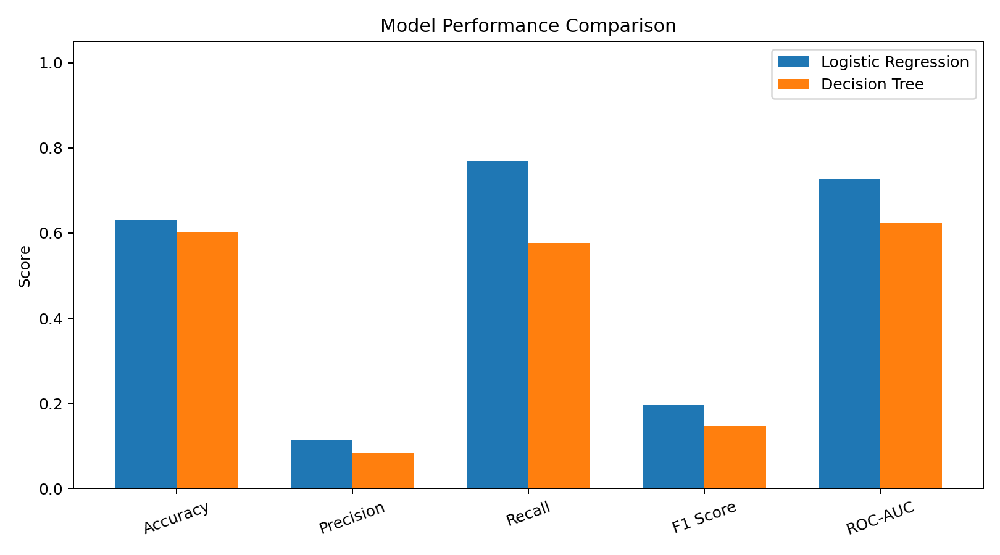 Model Performance Comparison
Logistic Regression
Decision Tree
Score
1.0
0.8
0.6
0.4
0.2
0.0
Accuracy
Precision
Recall
F1 Score
ROC-AUC